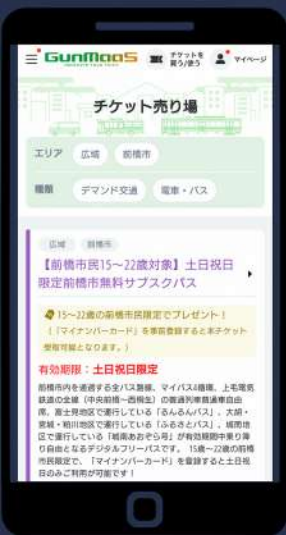 GunMaaS
チケットを
買う/使う
マイページ
チケット売り場
エリア 広域 前橋市
種類 デマンド交通 電車・バス
広域 前橋市
【前橋市民15～22歳対象】土日祝日
限定前橋市無料サブスクパス
15～22歳の前橋市民限定でプレゼント！
（「マイナンバーカード」を事前登録すると本チケット
受取可能となります。）
有効期限：土日祝日限定
前橋市内を通過する全バス路線、マイバス4循環、上毛電気
鉄道の全線（中央前橋～西桐生）の普通列車普通車自由
席、富士見地区で運行している「るんるんバス」、大胡・
宮城・粕川地区で運行している「ふるさとバス」、城南地
区で運行している「城南あおぞら号」が有効期間中乗り降
り自由となるデジタルフリーパスです。 15歳～22歳の前橋
市民限定で、「マイナンバーカード」を登録すると土日祝
日のみご利用が可能です！